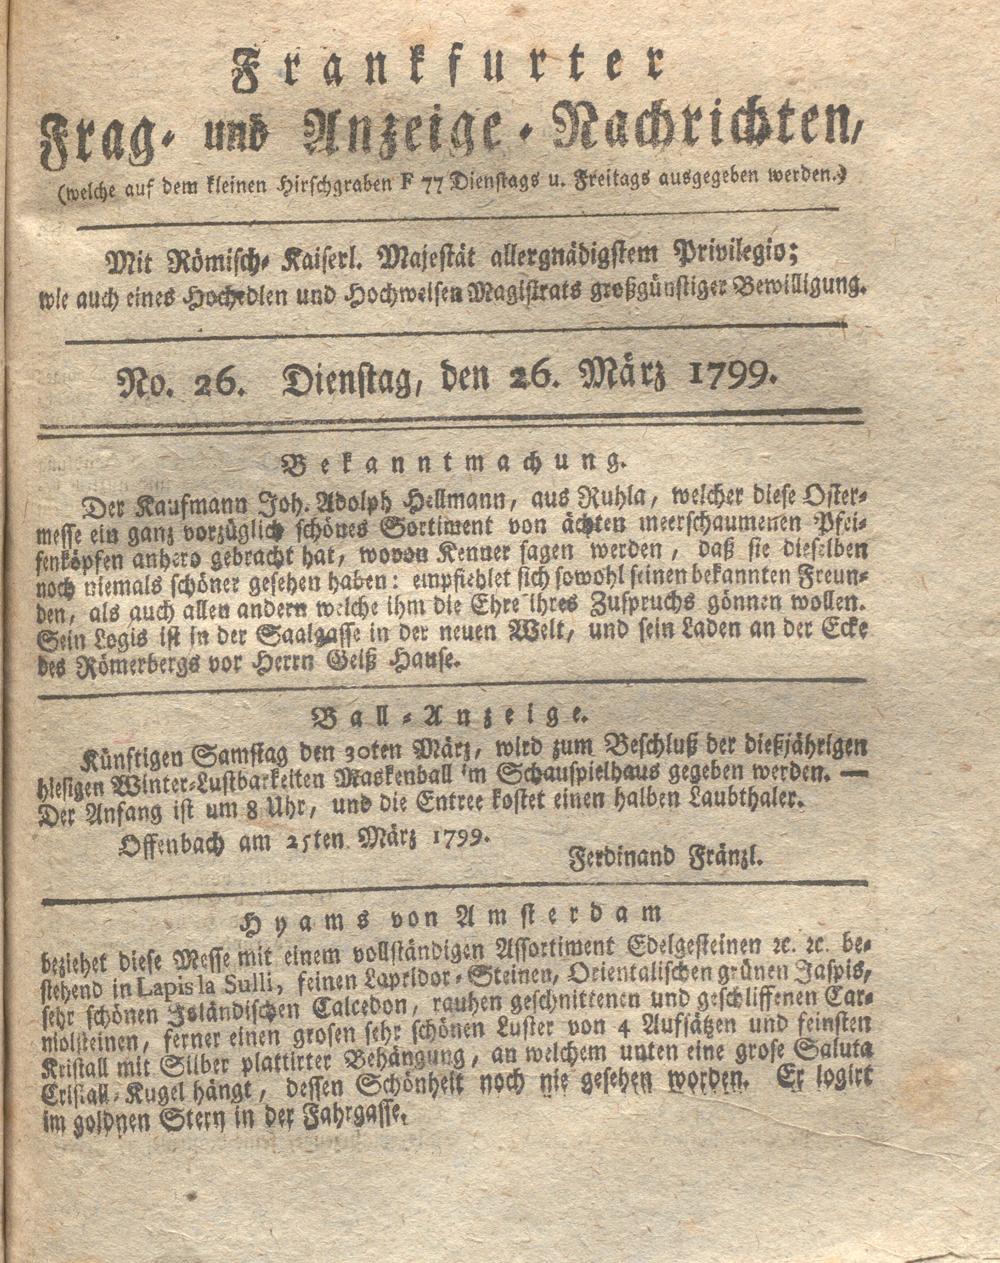 Frankfurter
Frag- und Anzeige-Nachrichten,
(welche auf dem kleinen Hirschgraben F 77 Dienstags u. Freitags ausgegeben werden.)
Mit Römisch- Kaiserl. Majestät allergnädigstem Privilegio;
wie auch eines Hochedlen und Hochweisen Magistrats großgünstiger Bewilligung.
No. 26. Dienstag, den 26. März 1799.
Bekanntmachung.
Der Kaufmann Joh. Adolph Hellmann, aus Ruhla, welcher diese Oster-
messe ein ganz vorzüglich schönes Sortiment von ächten meerschaumenen Pfei-
fenköpfen anhero gebracht hat, wovon Kenner sagen werden, daß sie dieselben
noch niemals schöner gesehen haben: empfiehlet sich sowohl seinen bekannten Freun-
den, als auch allen andern welche ihm die Ehre ihres Zuspruchs gönnen wollen.
Sein Logis ist in der Saalgasse in der neuen Welt, und sein Laden an der Ecke
des Römerbergs vor Herrn Geiß Hause.
Ball-Anzeige.
Künftigen Samstag den 30ten März, wird zum Beschluß der dießjährigen
hiesigen Winter-Lustbarkeiten Maskenball im Schauspielhaus gegeben werden. —
Der Anfang ist um 8 Uhr, und die Entree kostet einen halben Laubthaler.
Offenbach am 25ten März 1799.
Ferdinand Fränzl.
Hyams von Amsterdam
beziehet diese Messe mit einem vollständigen Assortiment Edelgesteinen ꝛc. ꝛc. be-
stehend in Lapis la Sulli, feinen Lapridor-Steinen, Orientalischen grünen Jaspis,
sehr schönen Isländischen Calcedon, rauhen geschnittenen und geschliffenen Car-
niolsteinen, ferner einen grosen sehr schönen Luster von 4 Aufsätzen und feinsten
Kristall mit Silber plattirter Behängung, an welchem unten eine grose Saluta
Cristall-Kugel hängt, dessen Schönheit noch nie gesehen worden. Er logirt
im goldnen Stern in der Fahrgasse.